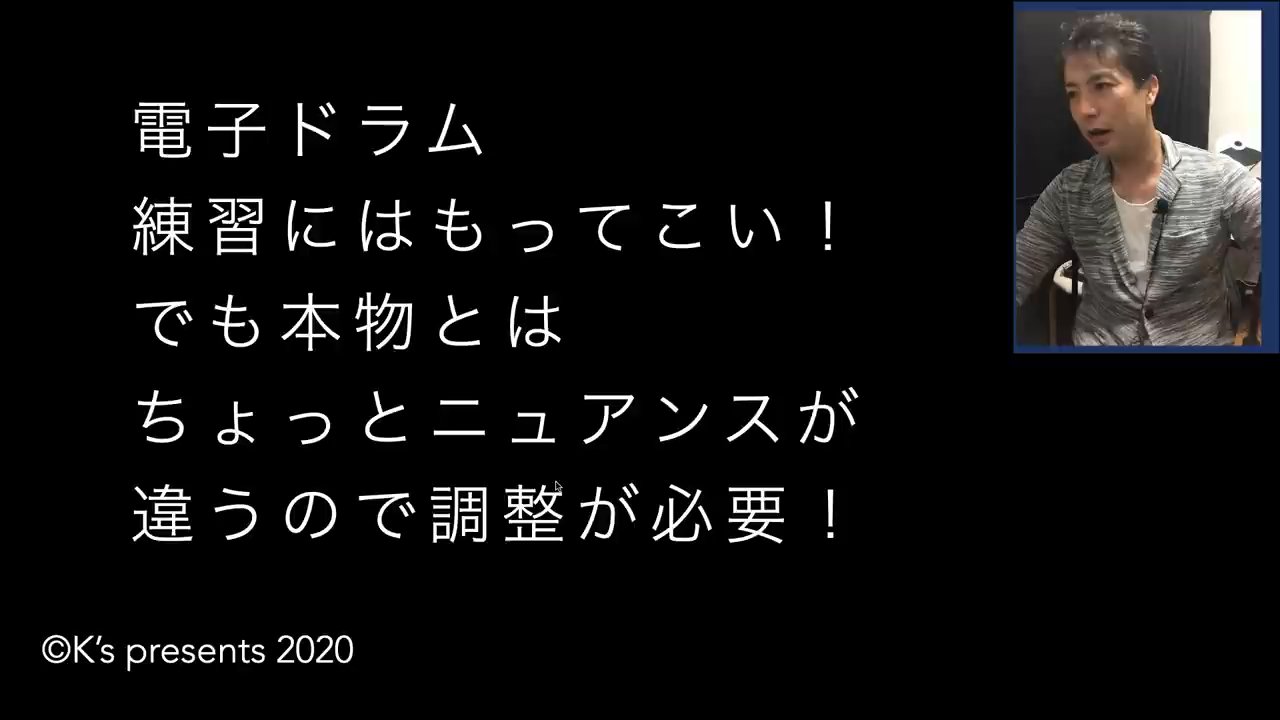 電子ドラム
練習にはもってこい！
でも本物とは
ちょっとニュアンスが
違うので調整が必要！
©K’s presents 2020